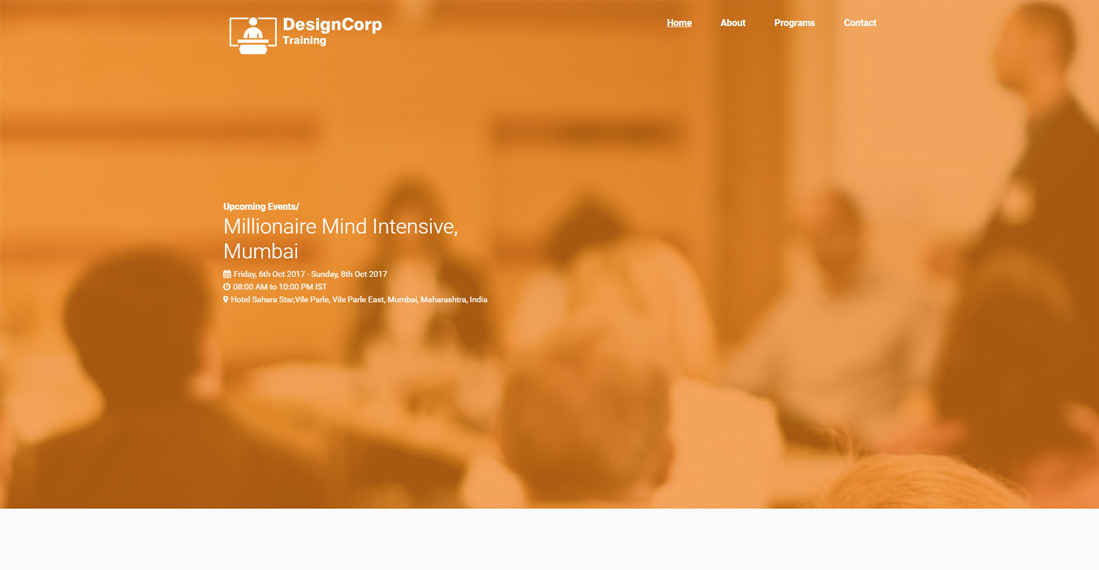 DesignCorp
Training
Home About Programs Contact
Upcoming Events/
Millionaire Mind Intensive,
Mumbai
Friday, 6th Oct 2017 - Sunday, 8th Oct 2017
08:00 AM to 10:00 PM IST
Hotel Sahara Star,Vile Parle, Vile Parle East, Mumbai, Maharashtra, India